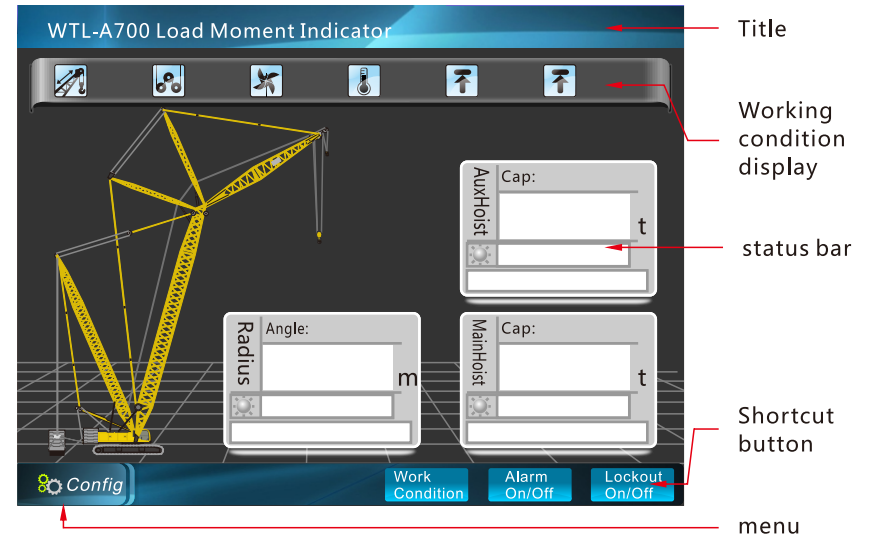 WTL-A700 Load Moment Indicator
Title
Working
condition
display
AuxHoist
Cap:
t
status bar
Radius
Angle:
m
MainHoist
Cap:
t
Shortcut
button
Config
Work
Condition
Alarm
On/Off
Lockout
On/Off
menu